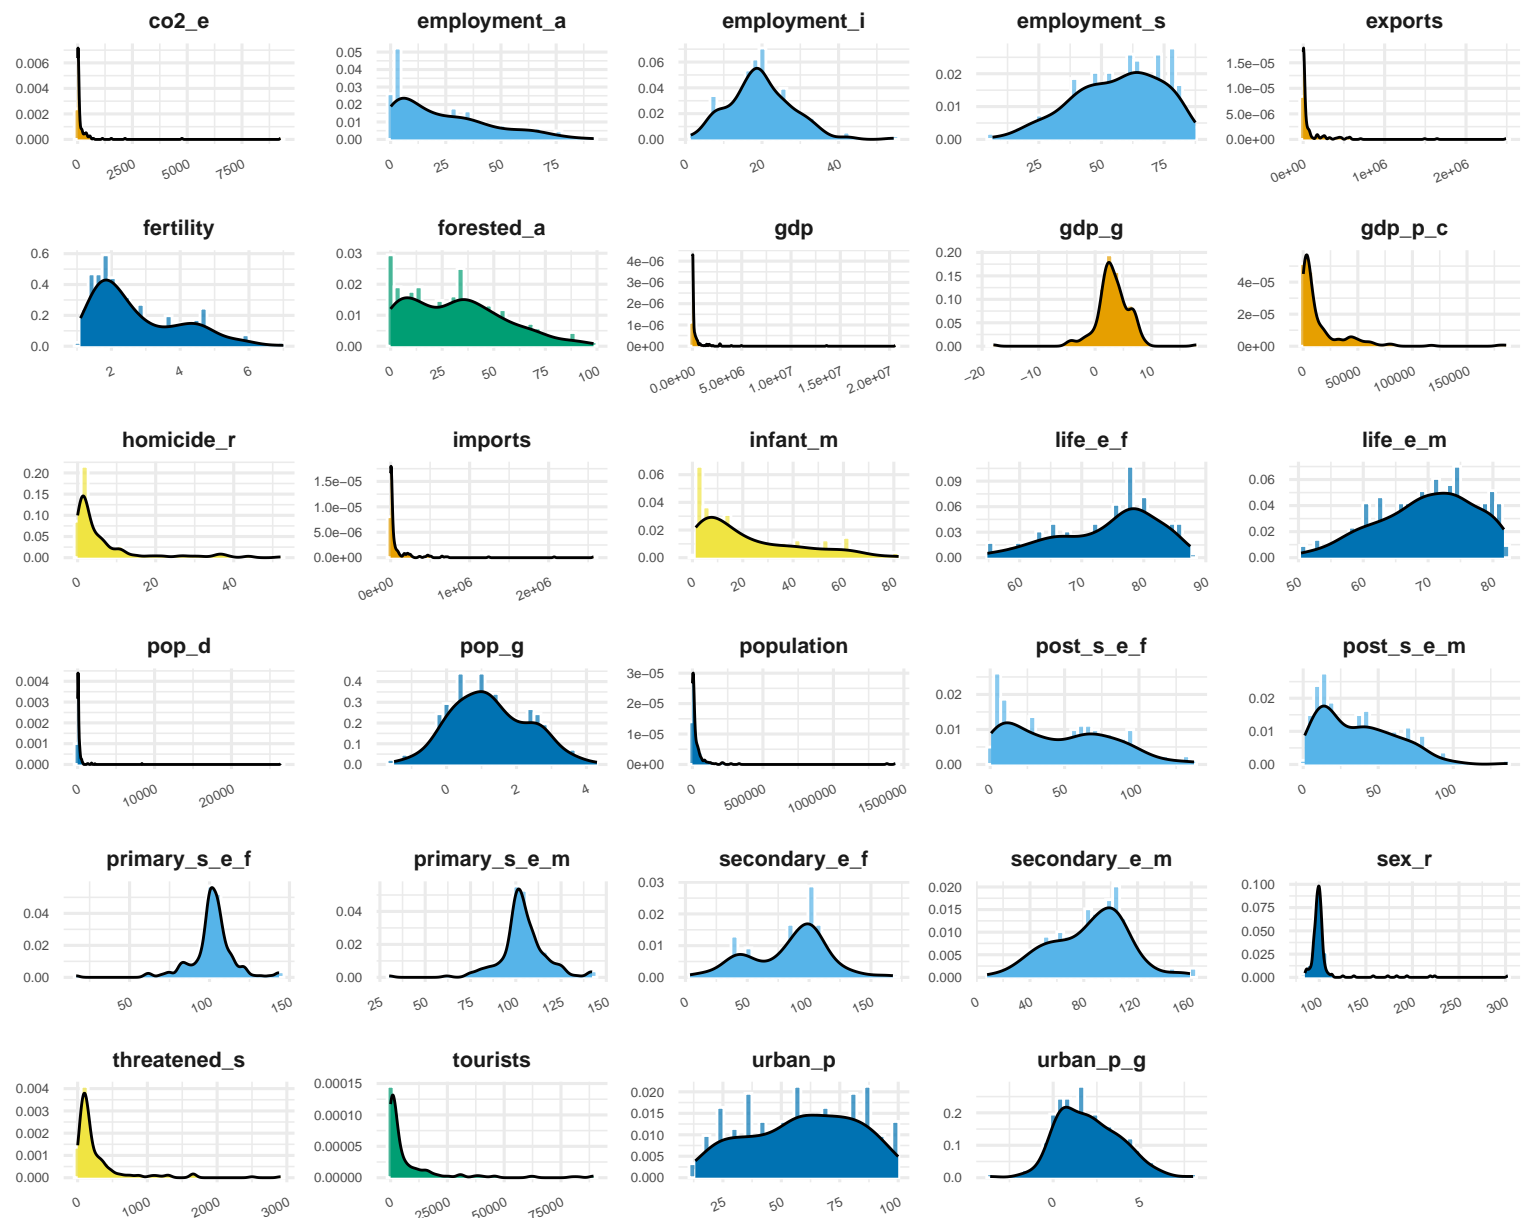 co2_e employment_a employment_i employment_s exports
0.006 0.004 0.002 0.000
0 2500 5000 7500
0.05 0.04 0.03 0.02 0.01 0.00
0 25 50 75
0.06 0.04 0.02 0.00
0 20 40
0.02 0.01 0.00
25 50 75
1.5e−05 1.0e−05 5.0e−06 0e+00
0e+00 1e+06 2e+06
fertility forested_a gdp gdp_g gdp_p_c
0.6 0.4 0.2 0.0
2 4 6
0.03 0.02 0.01 0.00
0 25 50 75 100
4e−06 3e−06 2e−06 1e−06 0e+00
0.0e+00 5.0e+06 1.0e+07 1.5e+07 2.0e+07
0.20 0.15 0.10 0.05 0.00
−20 −10 0 10
4e−05 2e−05 0e+00
0 50000 100000 150000
homicide_r imports infant_m life_e_f life_e_m
0.20 0.15 0.10 0.05 0.00
0 20 40
1.5e−05 1.0e−05 5.0e−06 0.0e+00
0e+00 1e+06 2e+06
0.06 0.04 0.02 0.00
0 20 40 60 80
0.09 0.06 0.03 0.00
60 70 80 90
0.06 0.04 0.02 0.00
50 60 70 80
pop_d pop_g population post_s_e_f post_s_e_m
0.004 0.003 0.002 0.001 0.000
0 10000 20000
0.4 0.3 0.2 0.1 0.0
0 2 4
3e−05 2e−05 1e−05 0e+00
0 500000 1000000 1500000
0.02 0.01 0.00
0 50 100
0.02 0.01 0.00
0 50 100
primary_s_e_f primary_s_e_m secondary_e_f secondary_e_m sex_r
0.04 0.02 0.00
50 100 150
0.04 0.02 0.00
25 50 75 100 125 150
0.03 0.02 0.01 0.00
0 50 100 150
0.020 0.015 0.010 0.005 0.000
0 40 80 120 160
0.100 0.075 0.050 0.025 0.000
100 150 200 250 300
threatened_s tourists urban_p urban_p_g
0.004 0.003 0.002 0.001 0.000
0 1000 2000 3000
0.00015 0.00010 0.00005 0.00000
0 25000 50000 75000
0.020 0.015 0.010 0.005 0.000
25 50 75 100
0.2 0.1 0.0
0 5